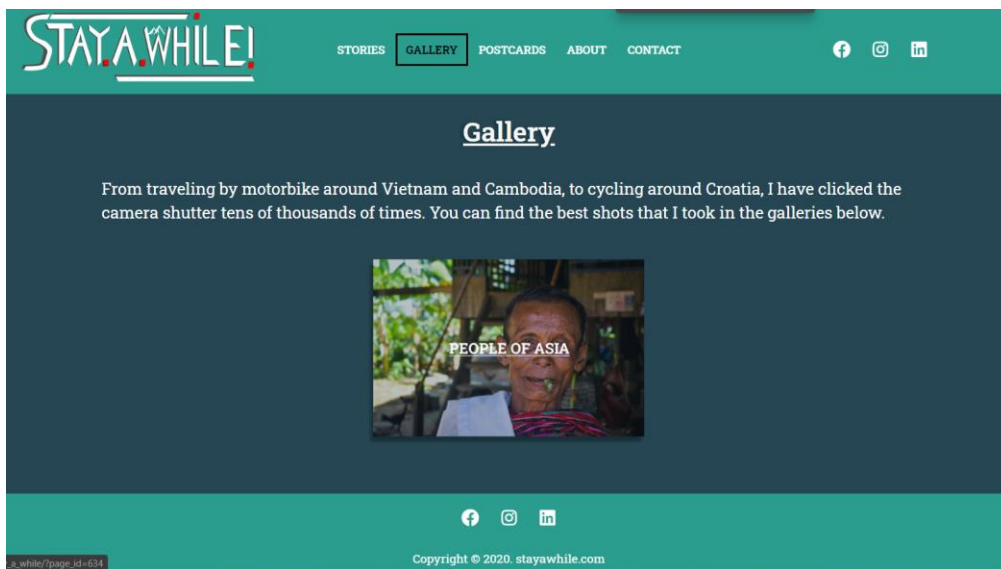 STAY.A.WHILE!
STORIES GALLERY POSTCARDS ABOUT CONTACT
Gallery
From traveling by motorbike around Vietnam and Cambodia, to cycling around Croatia, I have clicked the
camera shutter tens of thousands of times. You can find the best shots that I took in the galleries below.
PEOPLE OF ASIA
Copyright © 2020. stayawhile.com
_a_while/?page_id=634